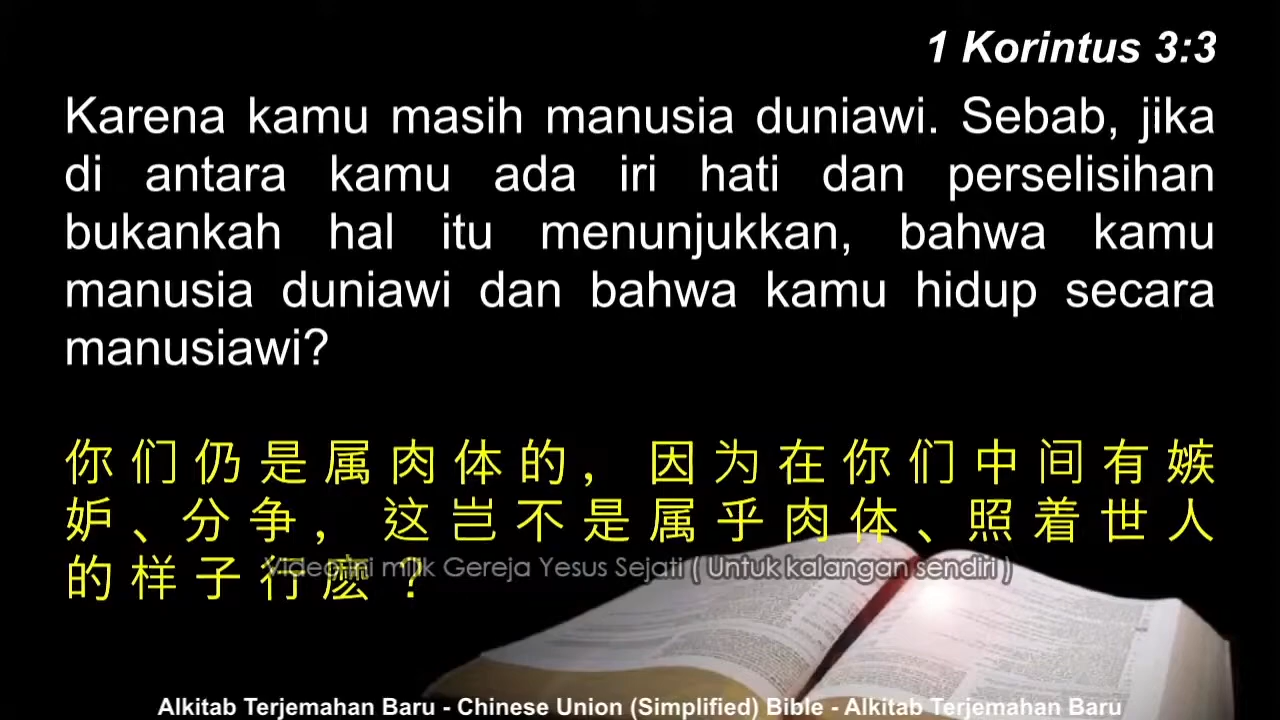 1 Korintus 3:3
Karena kamu masih manusia duniawi. Sebab, jika
di antara kamu ada iri hati dan perselisihan
bukankah hal itu menunjukkan, bahwa kamu
manusia duniawi dan bahwa kamu hidup secara
manusiawi?
你们仍是属肉体的，因为在你们中间有嫉
妒、分争，这岂不是属乎肉体、照着世人
的样子行麽？
Video ini milik Gereja Yesus Sejati ( Untuk kalangan sendiri )
Alkitab Terjemahan Baru - Chinese Union (Simplified) Bible - Alkitab Terjemahan Baru